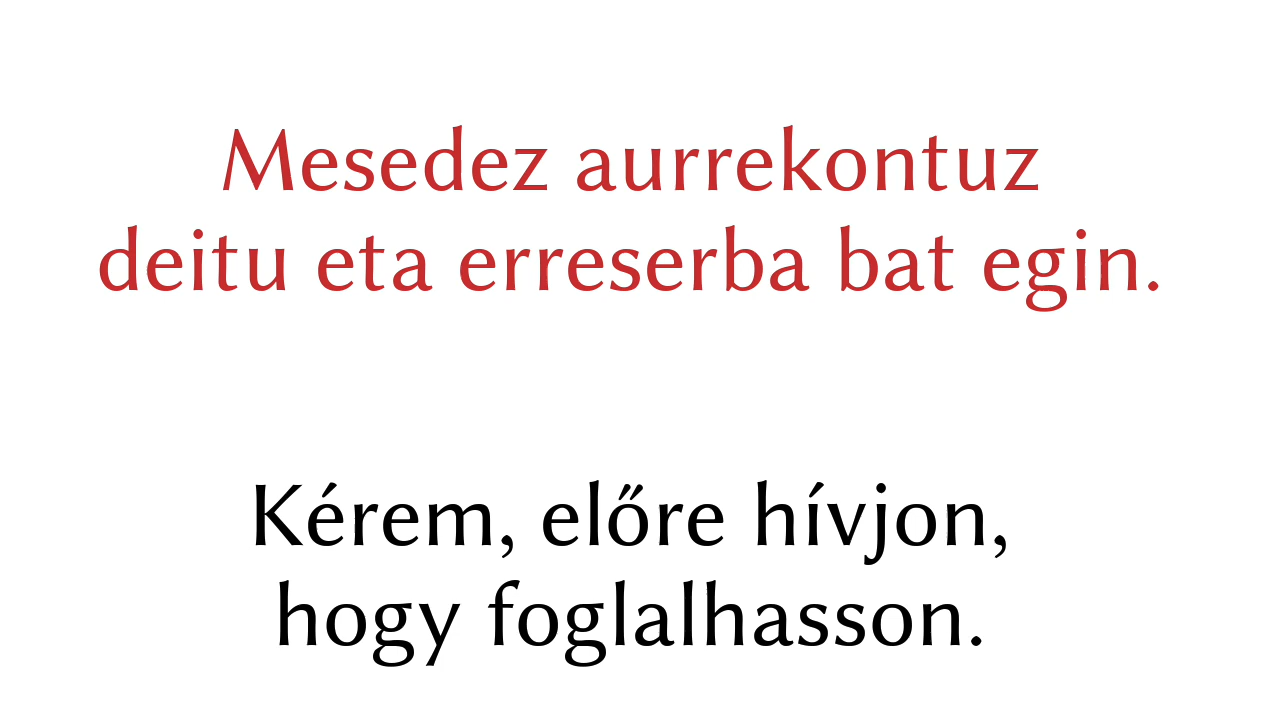 Mesedez aurrekontuz
deitu eta erreserba bat egin.
Kérem, előre hívjon,
hogy foglalhasson.